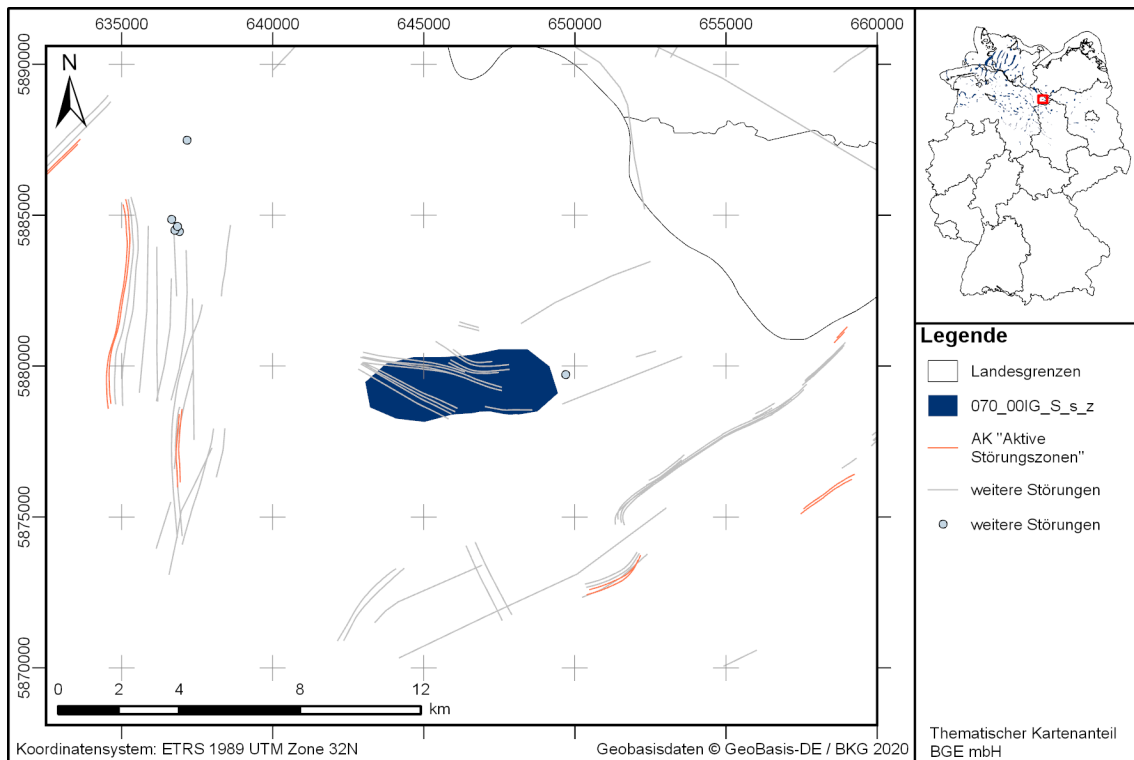 635000 640000 645000 650000 655000 660000
5890000
5885000
5880000
5875000
5870000
N
0 2 4 8 12
km
Koordinatensystem: ETRS 1989 UTM Zone 32N
Geobasisdaten © GeoBasis-DE / BKG 2020
Legende
Landesgrenzen
070_00IG_S_s_z
AK "Aktive
Störungszonen"
weitere Störungen
weitere Störungen
Thematischer Kartenanteil
BGE mbH